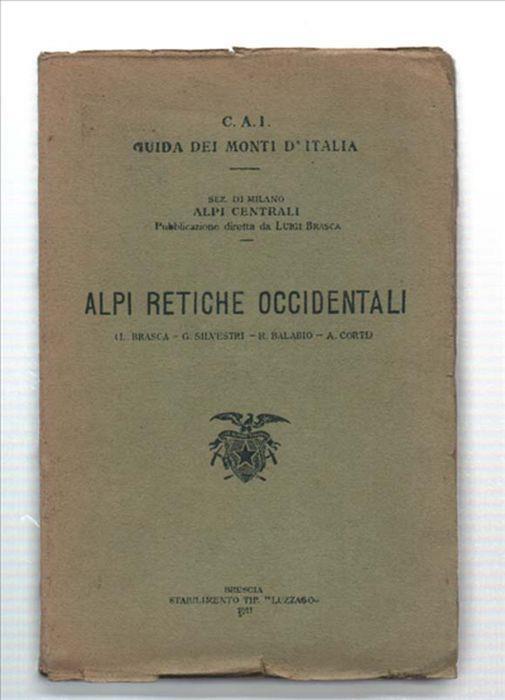 C. A. I.
GUIDA DEI MONTI D'ITALIA
SEZ. DI MILANO
ALPI CENTRALI
Pubblicazione diretta da LUIGI BRASCA
ALPI RETICHE OCCIDENTALI
(L. BRASCA - G. SILVESTRI - R. BALABIO - A. CORTI)
BRESCIA
STABILIMENTO TIP. "LUZZAGO"
1911